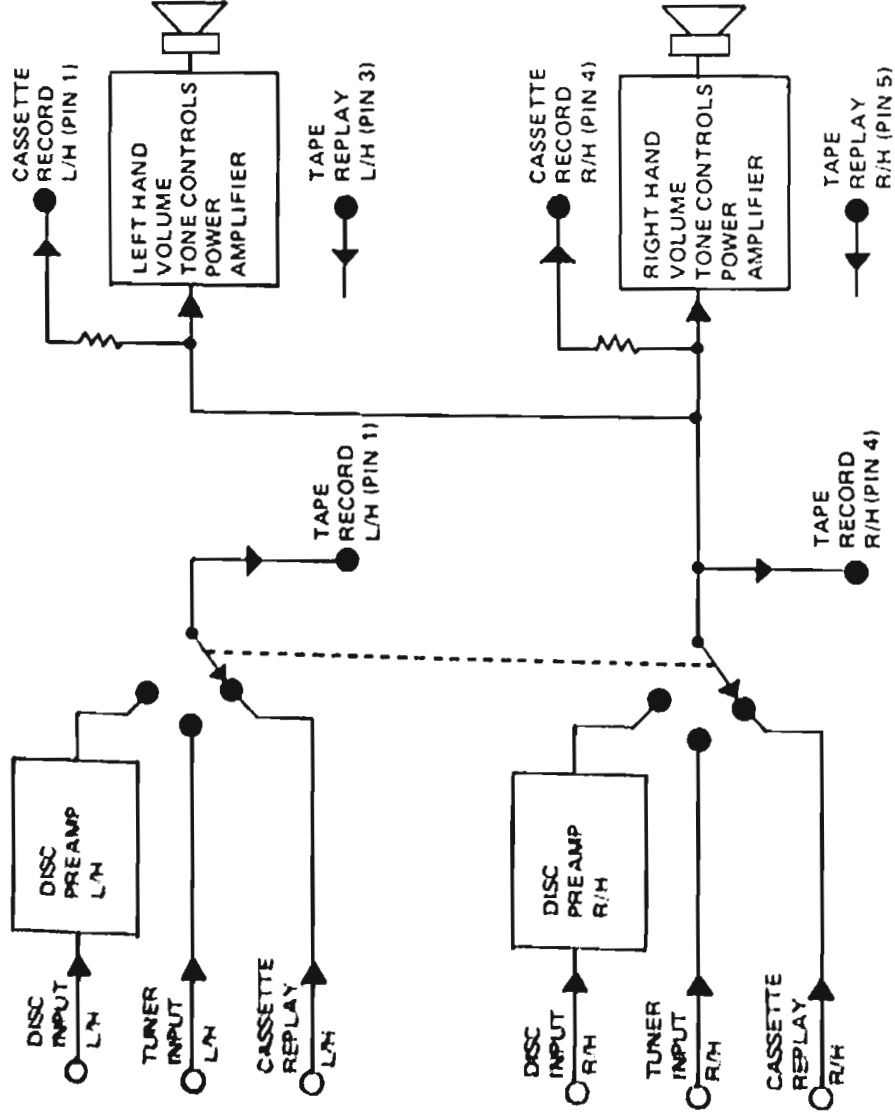 DISC
INPUT
L/H
DISC
PREAMP
L/H
TUNER
INPUT
L/H
CASSETTE
REPLAY
L/H
TAPE
RECORD
L/H (PIN 1)
CASSETTE
RECORD
L/H (PIN 1)
LEFT HAND
VOLUME
TONE CONTROLS
POWER
AMPLIFIER
TAPE
REPLAY
L/H (PIN 3)
DISC
INPUT
R/H
DISC
PREAMP
R/H
TUNER
INPUT
R/H
CASSETTE
REPLAY
R/H
TAPE
RECORD
R/H (PIN 4)
CASSETTE
RECORD
R/H (PIN 4)
RIGHT HAND
VOLUME
TONE CONTROLS
POWER
AMPLIFIER
TAPE
REPLAY
R/H (PIN 5)